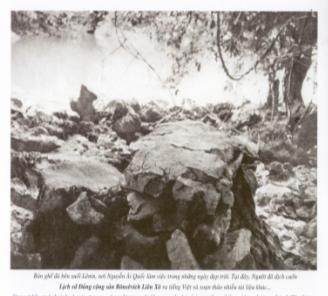 Bàn ghế đá bên suối Lênin, nơi Nguyễn Ái Quốc làm việc trong những ngày đẹp trời. Tại đây, Người đã dịch cuốn
Lịch sử Đảng cộng sản Bônsêvich Liên Xô ra tiếng Việt và soạn thảo nhiều tài liệu khác...